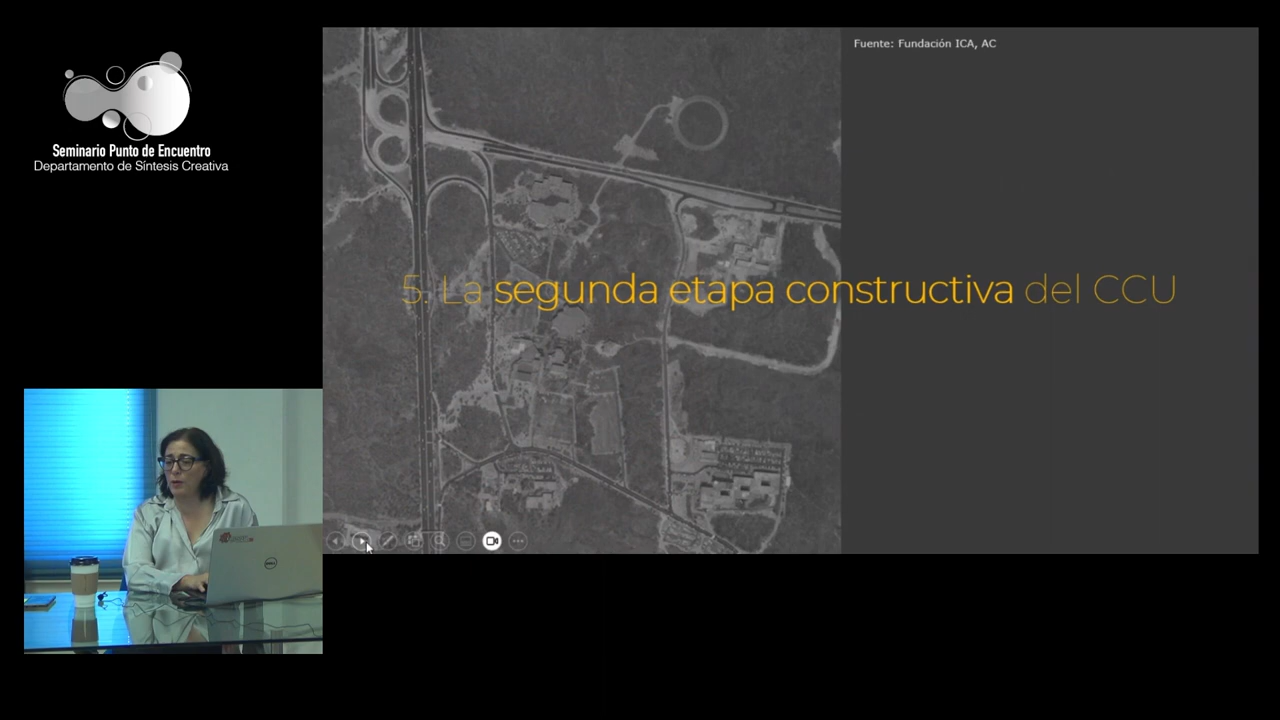 Seminario Punto de Encuentro
Departamento de Síntesis Creativa
Fuente: Fundación ICA, AC
5. La segunda etapa constructiva del CCU
DELL